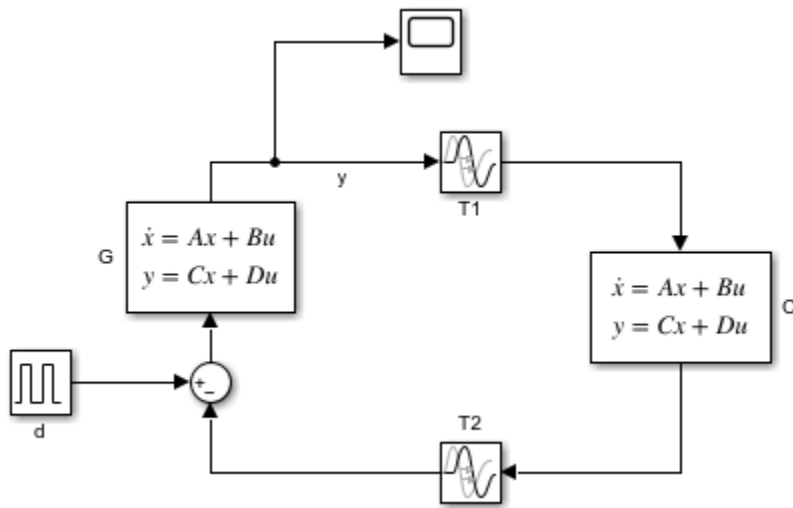 y
T1
G
ẋ = Ax + Bu
y = Cx + Du
ẋ = Ax + Bu
y = Cx + Du
+
−
d
T2